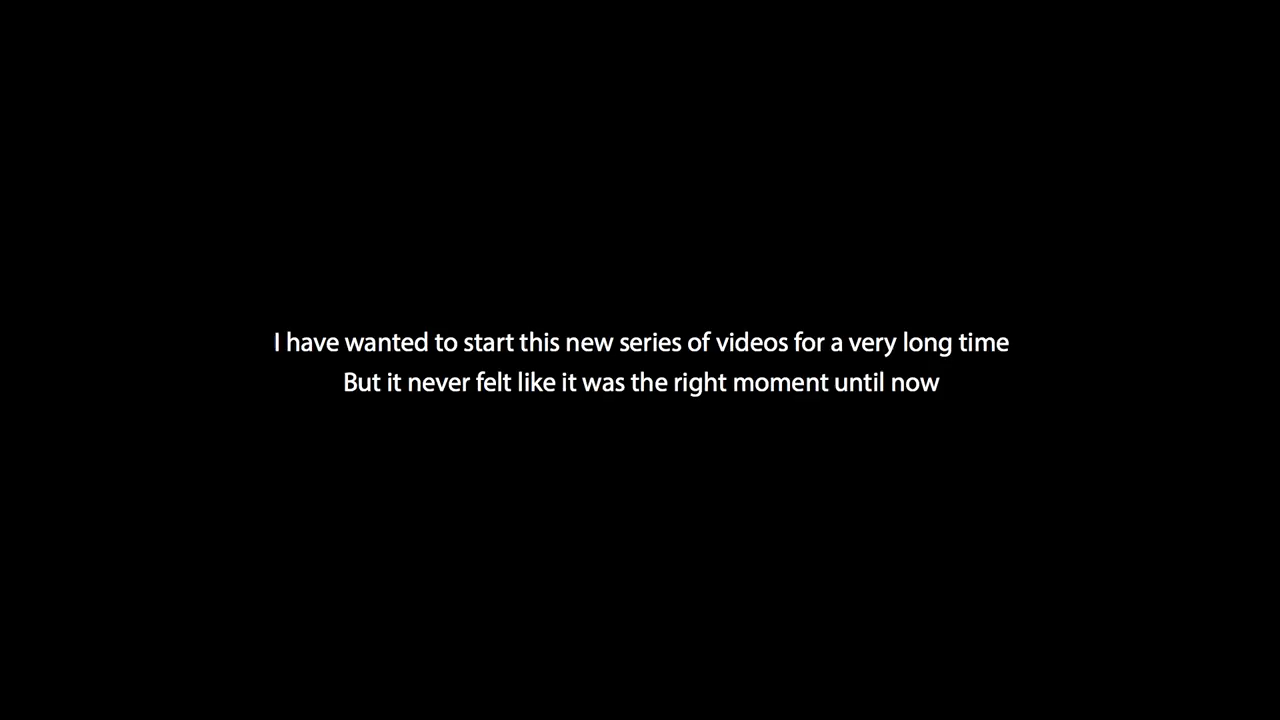 I have wanted to start this new series of videos for a very long time
But it never felt like it was the right moment until now